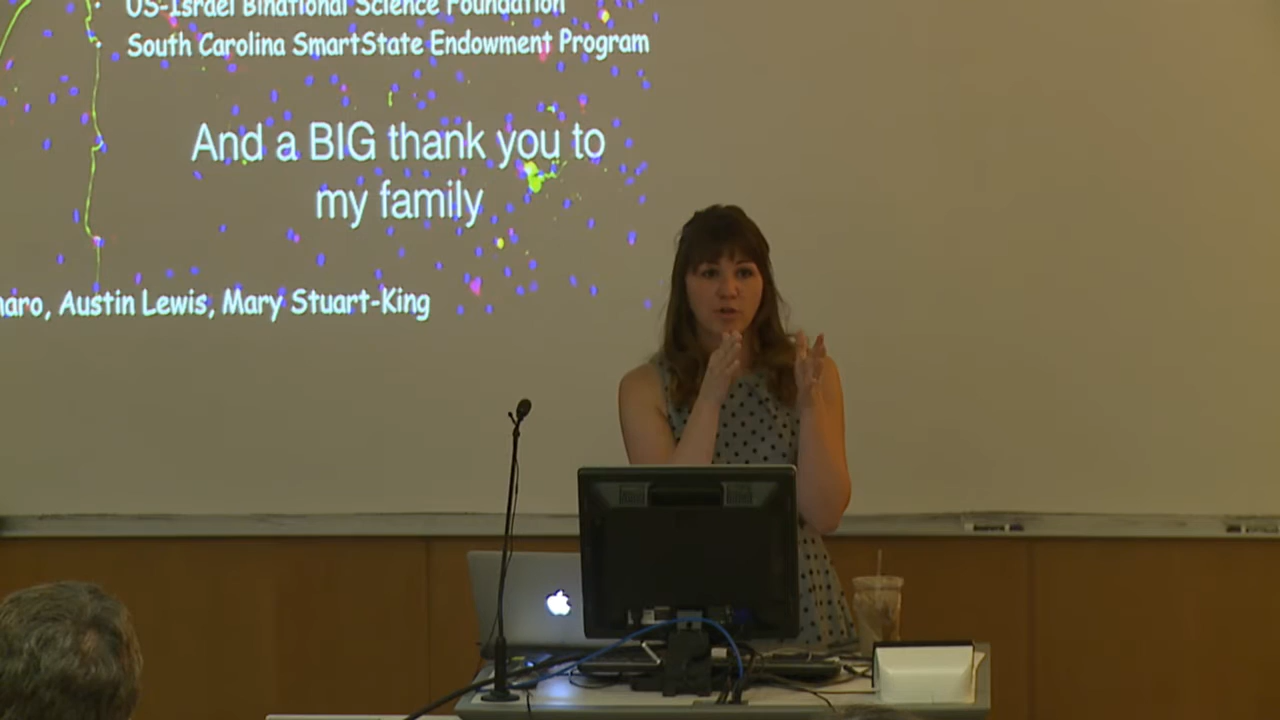 US-Israel Binational Science Foundation
South Carolina SmartState Endowment Program
And a BIG thank you to
my family
Austin Lewis, Mary Stuart-King